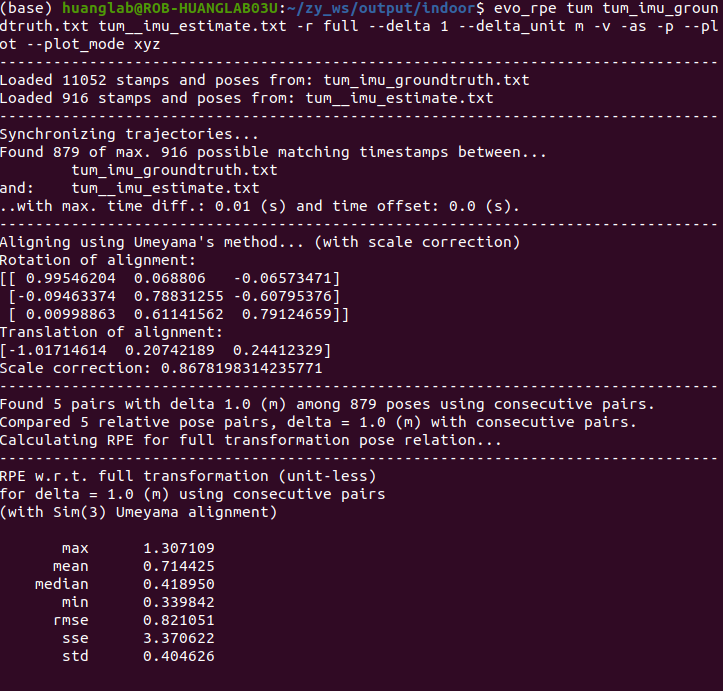 (base) huanglab@ROB-HUANGLAB03U:~/zy_ws/output/indoor$ evo_rpe tum tum_imu_groun
dtruth.txt tum__imu_estimate.txt -r full --delta 1 --delta_unit m -v -as -p --pl
ot --plot_mode xyz
--------------------------------------------------------------------------------
Loaded 11052 stamps and poses from: tum_imu_groundtruth.txt
Loaded 916 stamps and poses from: tum__imu_estimate.txt
--------------------------------------------------------------------------------
Synchronizing trajectories...
Found 879 of max. 916 possible matching timestamps between...
        tum_imu_groundtruth.txt
and:    tum__imu_estimate.txt
..with max. time diff.: 0.01 (s) and time offset: 0.0 (s).
--------------------------------------------------------------------------------
Aligning using Umeyama's method... (with scale correction)
Rotation of alignment:
[[ 0.99546204  0.068806   -0.06573471]
 [-0.09463374  0.78831255 -0.60795376]
 [ 0.00998863  0.61141562  0.79124659]]
Translation of alignment:
[-1.01714614  0.20742189  0.24412329]
Scale correction: 0.8678198314235771
--------------------------------------------------------------------------------
Found 5 pairs with delta 1.0 (m) among 879 poses using consecutive pairs.
Compared 5 relative pose pairs, delta = 1.0 (m) with consecutive pairs.
Calculating RPE for full transformation pose relation...
--------------------------------------------------------------------------------
RPE w.r.t. full transformation (unit-less)
for delta = 1.0 (m) using consecutive pairs
(with Sim(3) Umeyama alignment)

       max      1.307109
      mean      0.714425
    median      0.418950
       min      0.339842
      rmse      0.821051
       sse      3.370622
       std      0.404626